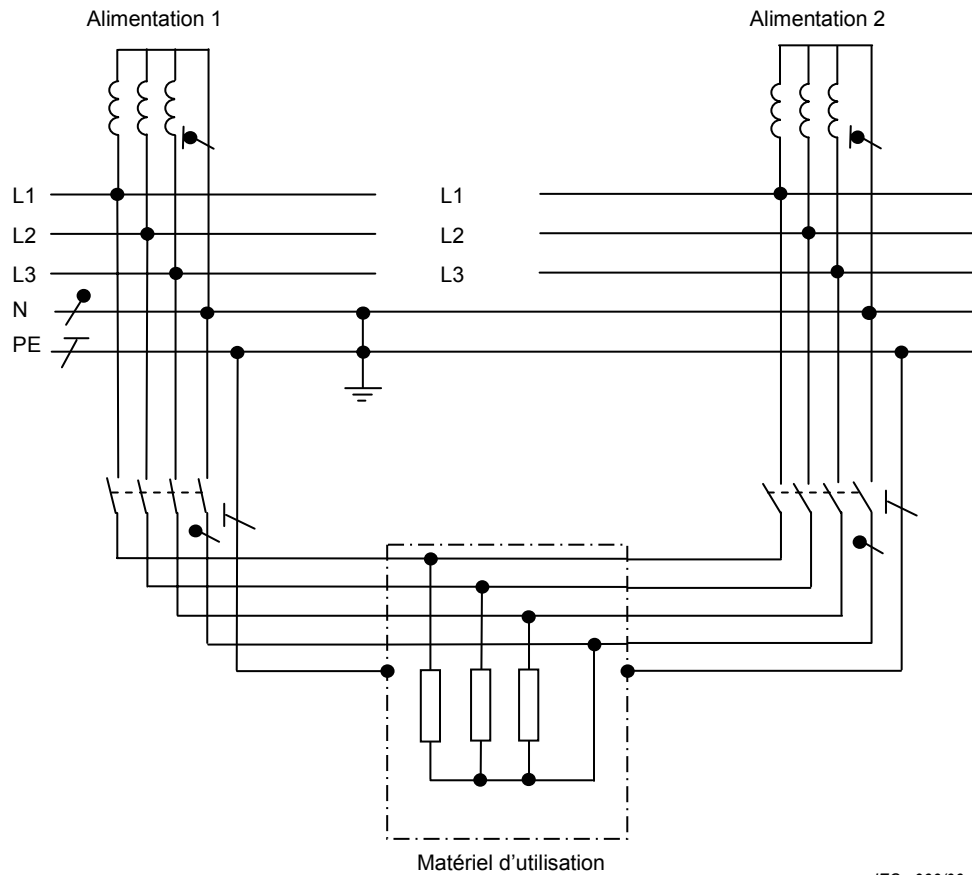 Alimentation 1
Alimentation 2
L1
L1
L2
L2
L3
L3
N
PE
Matériel d'utilisation